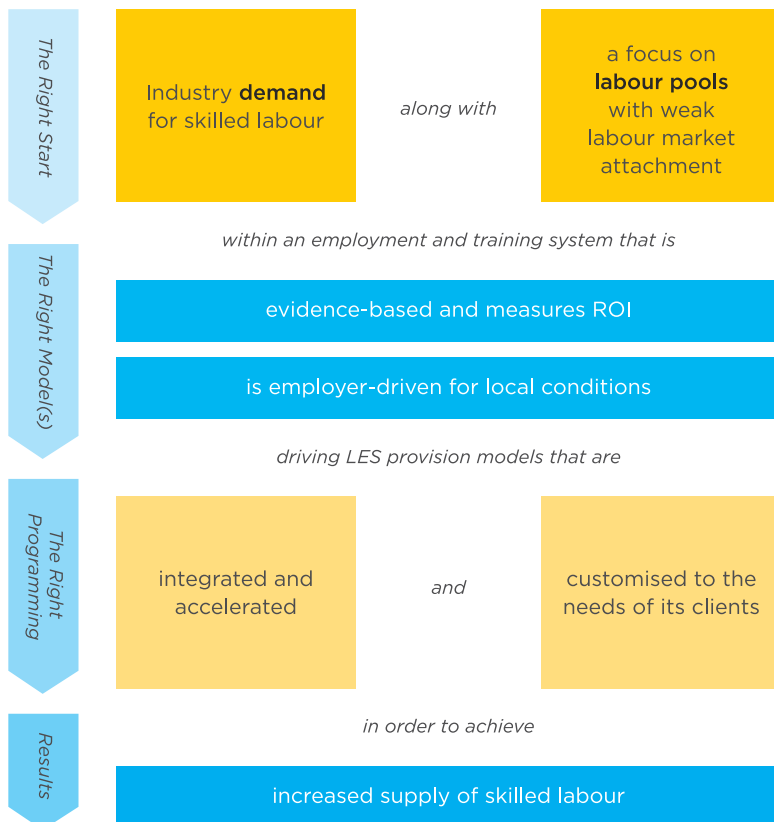 The Right Start
Industry demand
for skilled labour
along with
a focus on
labour pools
with weak
labour market
attachment
within an employment and training system that is
The Right Model(s)
evidence-based and measures ROI
is employer-driven for local conditions
driving LES provision models that are
The Right
Programming
integrated and
accelerated
and
customised to the
needs of its clients
in order to achieve
Results
increased supply of skilled labour